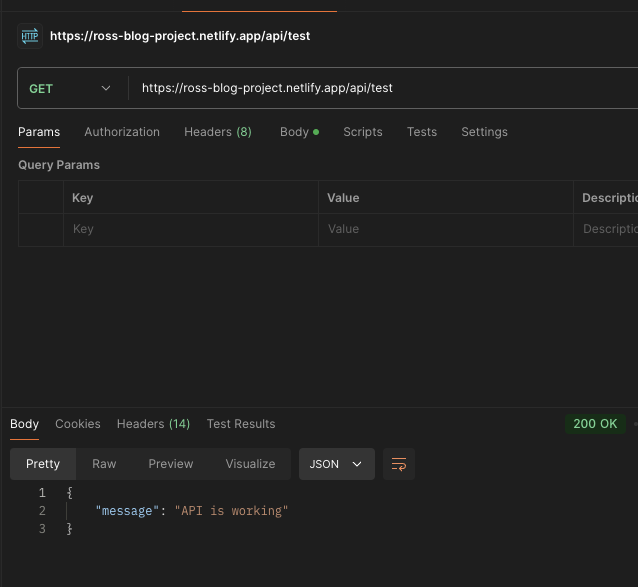 HTTP https://ross-blog-project.netlify.app/api/test
GET https://ross-blog-project.netlify.app/api/test
Params Authorization Headers (8) Body Scripts Tests Settings
Query Params
Key Value Descriptio
Key Value Descriptio
Body Cookies Headers (14) Test Results 200 OK
Pretty Raw Preview Visualize JSON
1 {
2 "message": "API is working"
3 }